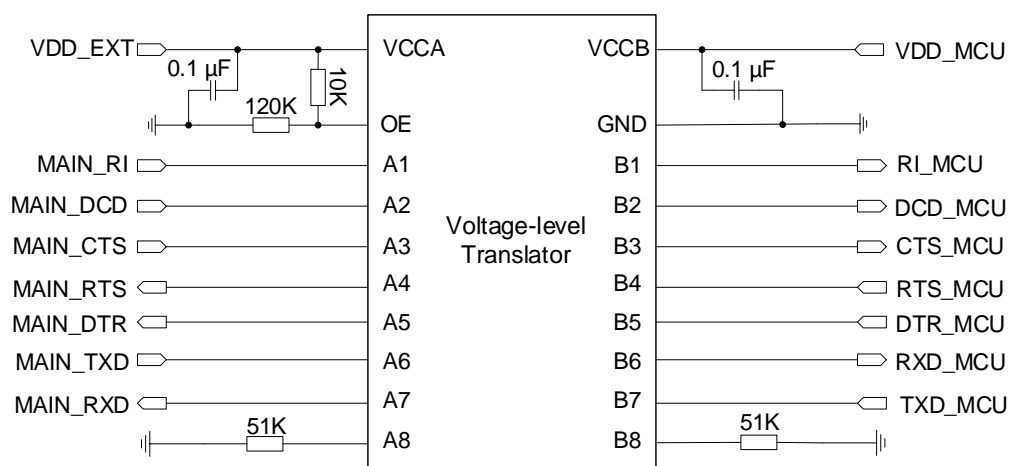 VDD_EXT VCCA VCCB VDD_MCU
0.1 µF 10K 0.1 µF
120K OE GND
MAIN_RI A1 B1 RI_MCU
MAIN_DCD A2 B2 DCD_MCU
Voltage-level
Translator
MAIN_CTS A3 B3 CTS_MCU
MAIN_RTS A4 B4 RTS_MCU
MAIN_DTR A5 B5 DTR_MCU
MAIN_TXD A6 B6 RXD_MCU
MAIN_RXD A7 B7 TXD_MCU
51K A8 B8 51K